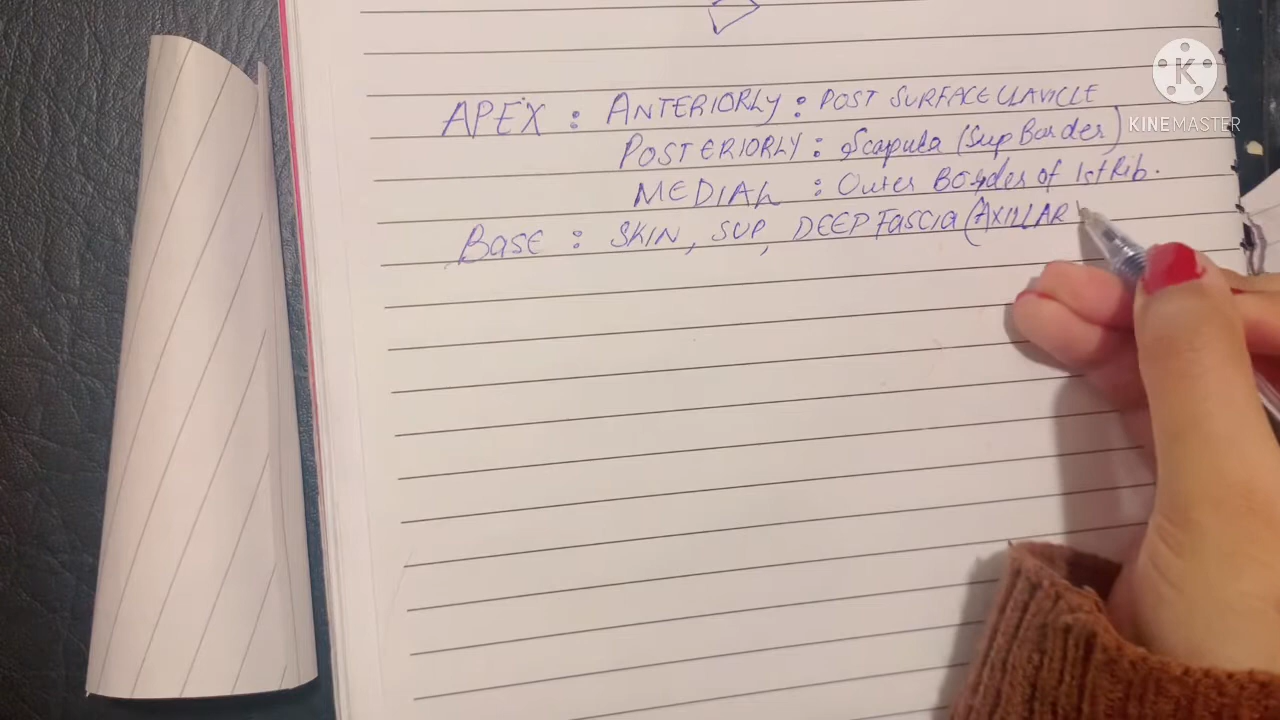 APEX : ANTERIORLY : POST SURFACE CLAVICLE
POSTERIORLY : Scapula (Sup Border)
MEDIAL : Outer Border of 1st Rib.
BASE : SKIN, SUP, DEEP FASCIA (AXILLARY
K
KINEMASTER